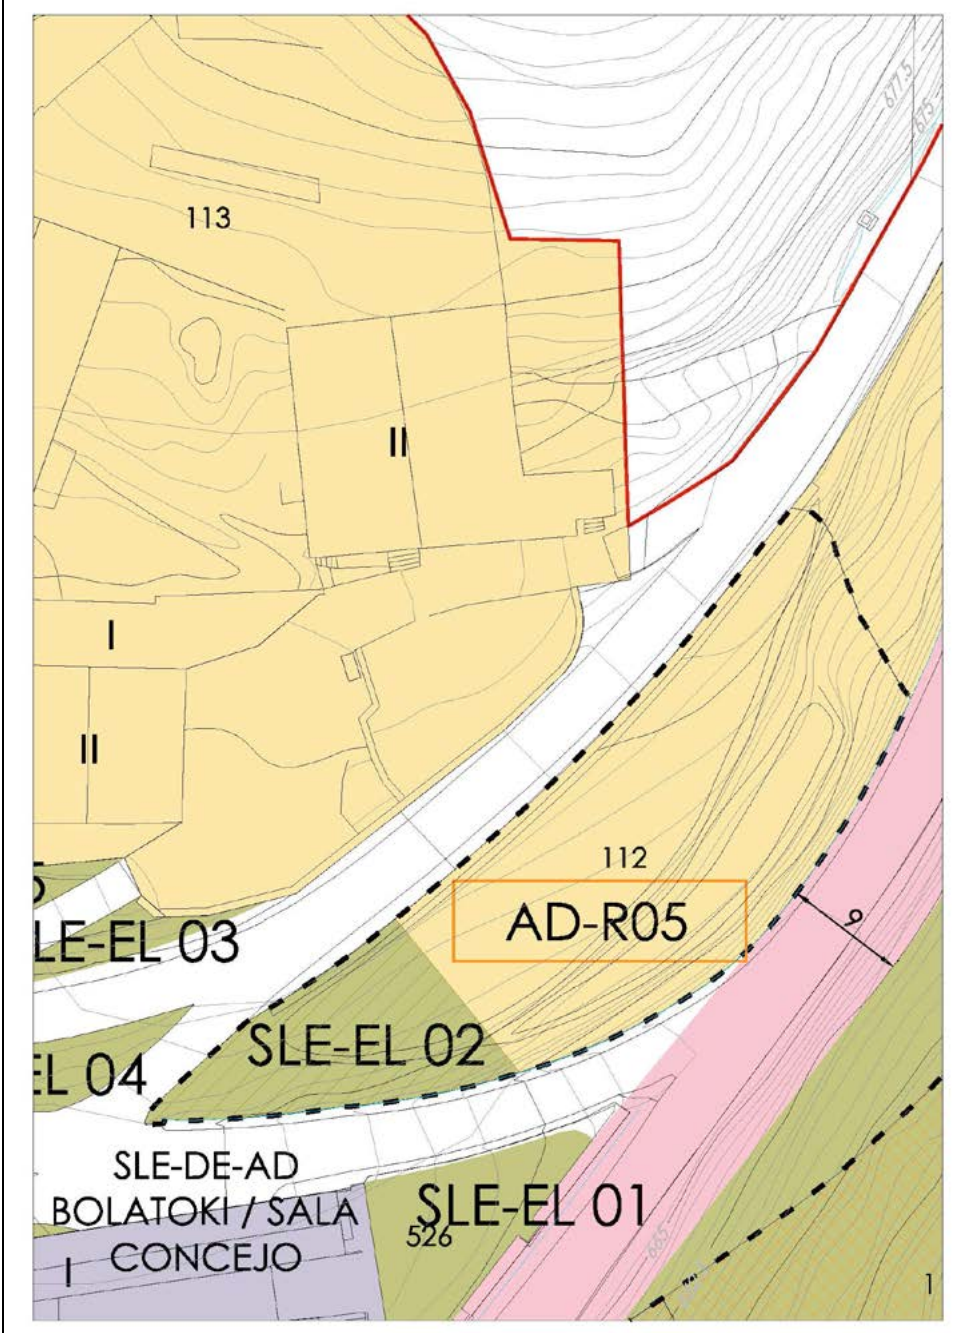 677.5
675
113
II
I
II
112
AD-R05
9
LE-EL 03
SLE-EL 02
EL 04
SLE-DE-AD
BOLATOKI / SALA
CONCEJO
SLE-EL 01
526
665
I
1